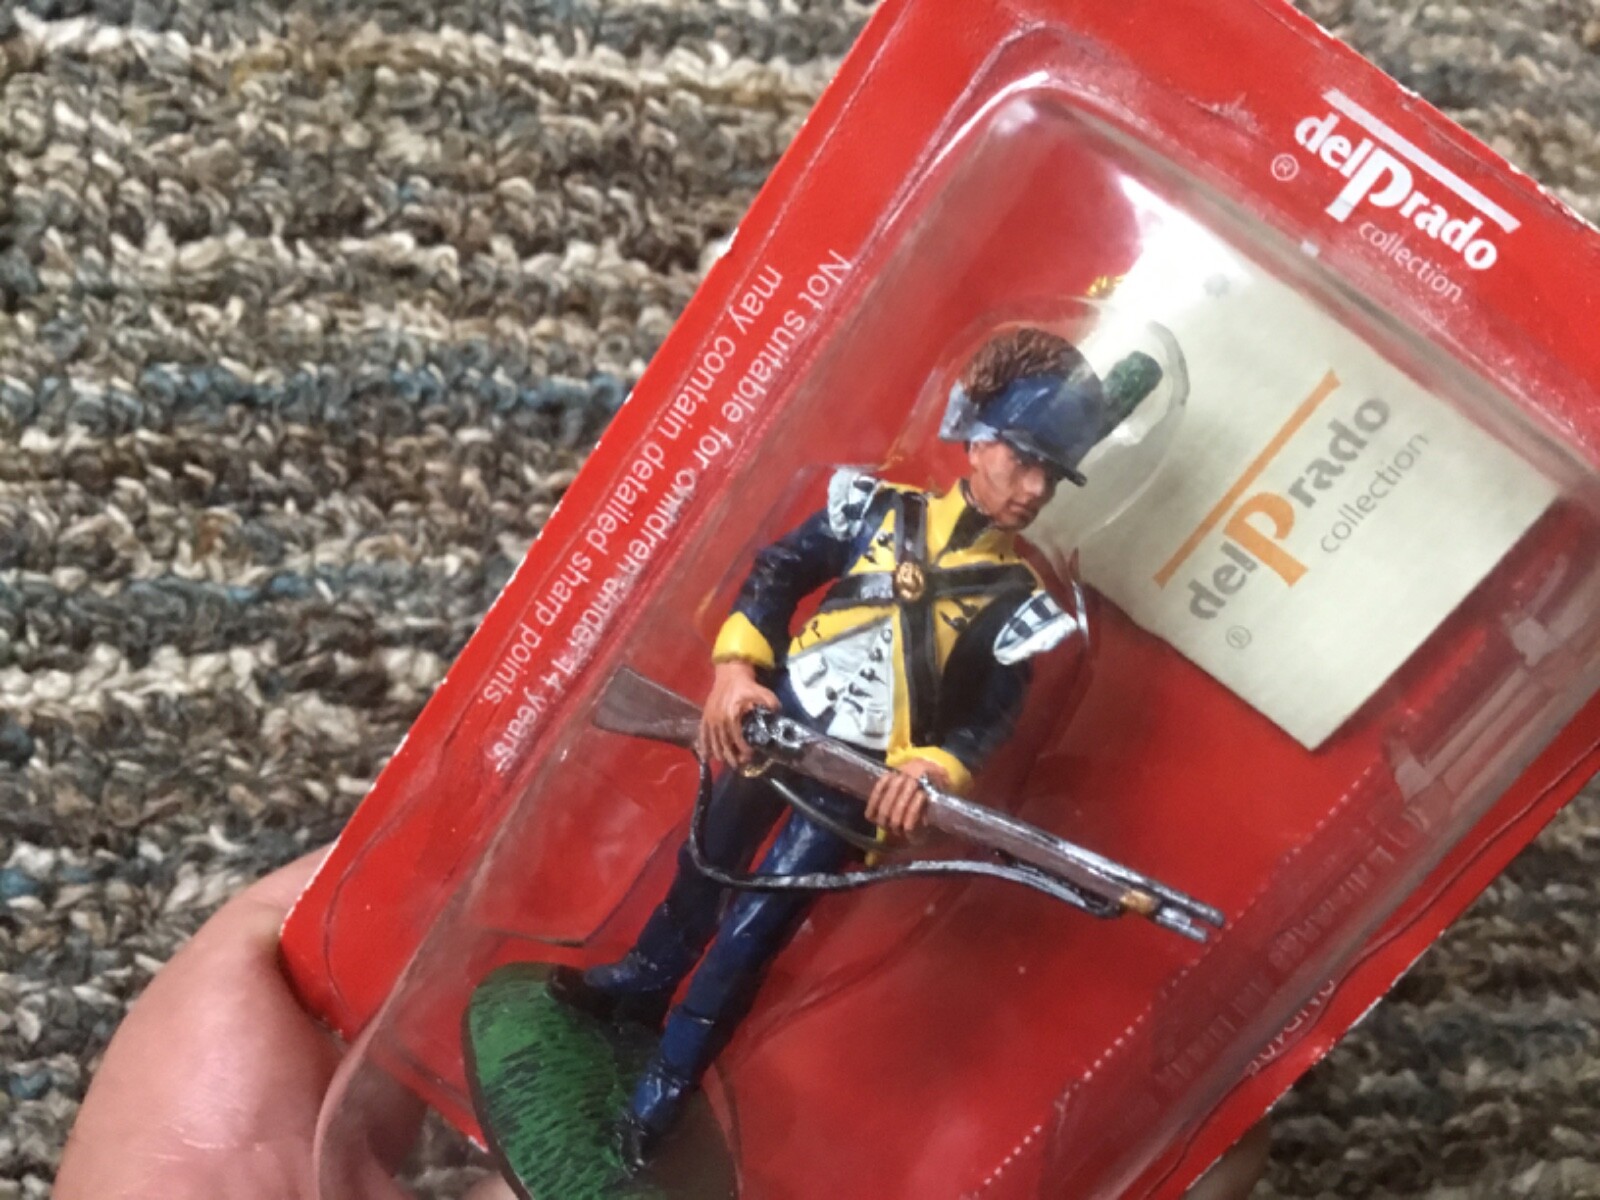 delPrado
®
collection
delPrado
collection
®
Not suitable for children under 14 years
may contain detailed sharp points.